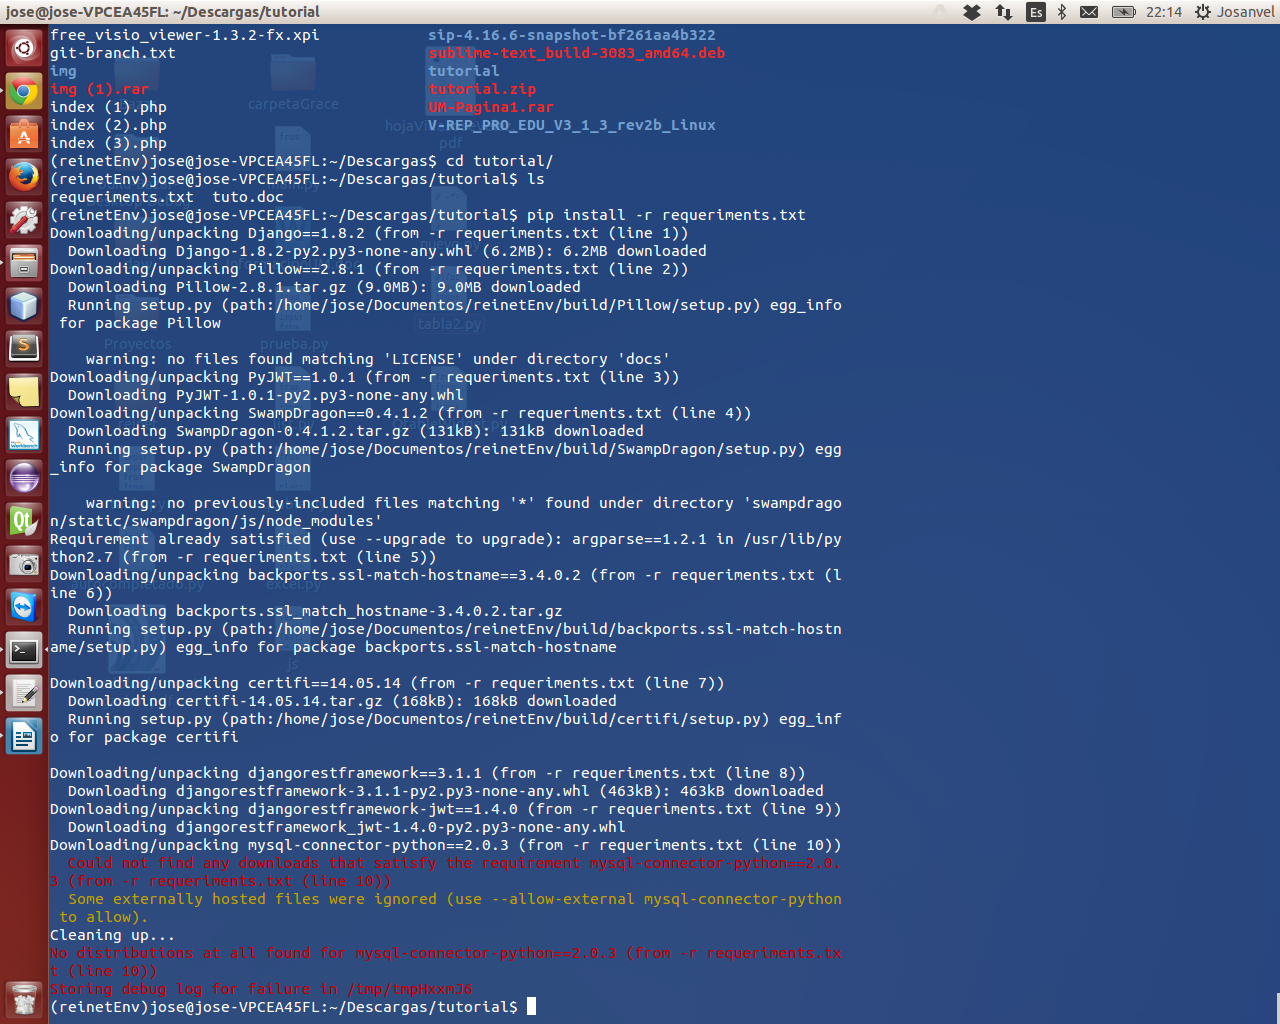 jose@jose-VPCEA45FL: ~/Descargas/tutorial
Es
22:14
Josanvel
free_visio_viewer-1.3.2-fx.xpi sip-4.16.6-snapshot-bf261aa4b322
git-branch.txt sublime-text_build-3083_amd64.deb
img tutorial
img (1).rar tutorial.zip
index (1).php UM-Pagina1.rar
index (2).php V-REP_PRO_EDU_V3_1_3_rev2b_Linux
index (3).php
(reinetEnv)jose@jose-VPCEA45FL:~/Descargas$ cd tutorial/
(reinetEnv)jose@jose-VPCEA45FL:~/Descargas/tutorial$ ls
requeriments.txt tuto.doc
(reinetEnv)jose@jose-VPCEA45FL:~/Descargas/tutorial$ pip install -r requeriments.txt
Downloading/unpacking Django==1.8.2 (from -r requeriments.txt (line 1))
Downloading Django-1.8.2-py2.py3-none-any.whl (6.2MB): 6.2MB downloaded
Downloading/unpacking Pillow==2.8.1 (from -r requeriments.txt (line 2))
Downloading Pillow-2.8.1.tar.gz (9.0MB): 9.0MB downloaded
Running setup.py (path:/home/jose/Documentos/reinetEnv/build/Pillow/setup.py) egg_info
for package Pillow
warning: no files found matching 'LICENSE' under directory 'docs'
Downloading/unpacking PyJWT==1.0.1 (from -r requeriments.txt (line 3))
Downloading PyJWT-1.0.1-py2.py3-none-any.whl
Downloading/unpacking SwampDragon==0.4.1.2 (from -r requeriments.txt (line 4))
Downloading SwampDragon-0.4.1.2.tar.gz (131kB): 131kB downloaded
Running setup.py (path:/home/jose/Documentos/reinetEnv/build/SwampDragon/setup.py) egg
_info for package SwampDragon
warning: no previously-included files matching '*' found under directory 'swampdrago
n/static/swampdragon/js/node_modules'
Requirement already satisfied (use --upgrade to upgrade): argparse==1.2.1 in /usr/lib/py
thon2.7 (from -r requeriments.txt (line 5))
Downloading/unpacking backports.ssl-match-hostname==3.4.0.2 (from -r requeriments.txt (l
ine 6))
Downloading backports.ssl_match_hostname-3.4.0.2.tar.gz
Running setup.py (path:/home/jose/Documentos/reinetEnv/build/backports.ssl-match-hostn
ame/setup.py) egg_info for package backports.ssl-match-hostname
Downloading/unpacking certifi==14.05.14 (from -r requeriments.txt (line 7))
Downloading certifi-14.05.14.tar.gz (168kB): 168kB downloaded
Running setup.py (path:/home/jose/Documentos/reinetEnv/build/certifi/setup.py) egg_inf
o for package certifi
Downloading/unpacking djangorestframework==3.1.1 (from -r requeriments.txt (line 8))
Downloading djangorestframework-3.1.1-py2.py3-none-any.whl (463kB): 463kB downloaded
Downloading/unpacking djangorestframework-jwt==1.4.0 (from -r requeriments.txt (line 9))
Downloading djangorestframework_jwt-1.4.0-py2.py3-none-any.whl
Downloading/unpacking mysql-connector-python==2.0.3 (from -r requeriments.txt (line 10))
Could not find any downloads that satisfy the requirement mysql-connector-python==2.0.
3 (from -r requeriments.txt (line 10))
Some externally hosted files were ignored (use --allow-external mysql-connector-python
to allow).
Cleaning up...
No distributions at all found for mysql-connector-python==2.0.3 (from -r requeriments.tx
t (line 10))
Storing debug log for failure in /tmp/tmpHxxmJ6
(reinetEnv)jose@jose-VPCEA45FL:~/Descargas/tutorial$
carpetaGrace
pdf
tabla2.py
Proyectos
prueba.py
excel.py
js